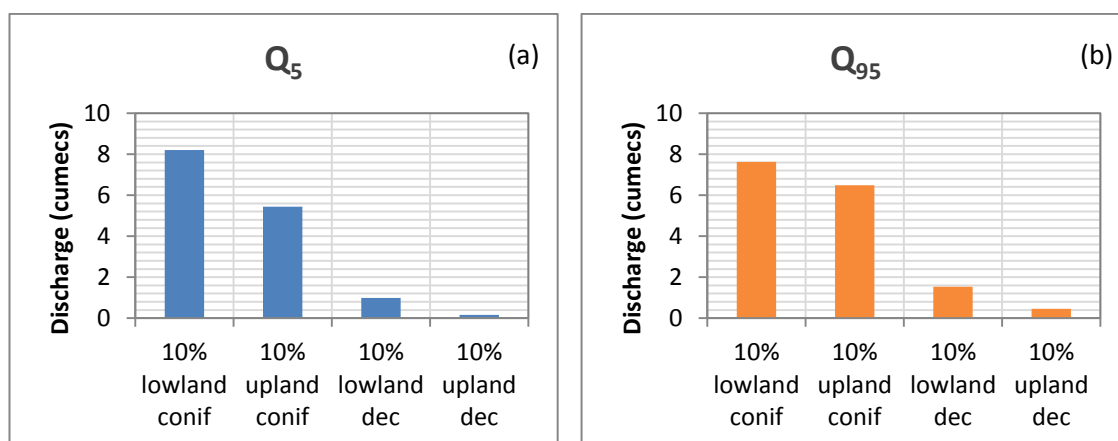 Q₅
(a)
Discharge (cumecs)
10
8
6
4
2
0
10%
lowland
conif
10%
upland
conif
10%
lowland
dec
10%
upland
dec
Q₉₅
(b)
Discharge (cumecs)
10
8
6
4
2
0
10%
lowland
conif
10%
upland
conif
10%
lowland
dec
10%
upland
dec